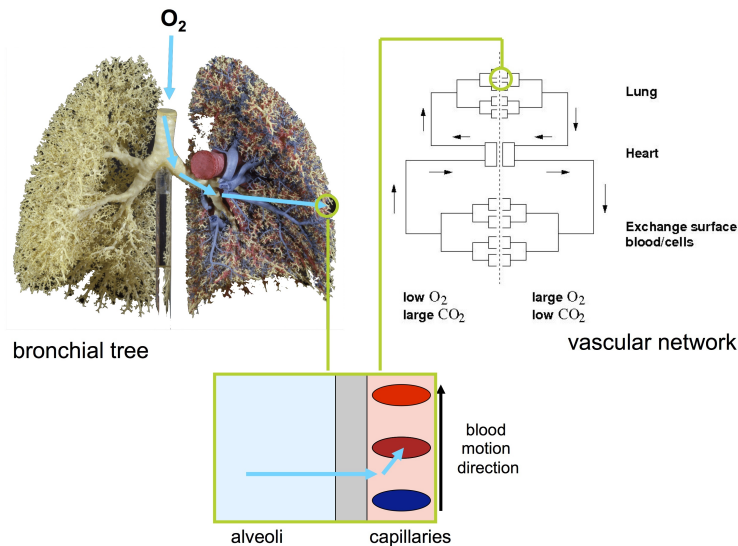 O₂
bronchial tree
Lung
Heart
Exchange surface
blood/cells
low O₂
large CO₂
large O₂
low CO₂
vascular network
blood
motion
direction
alveoli
capillaries